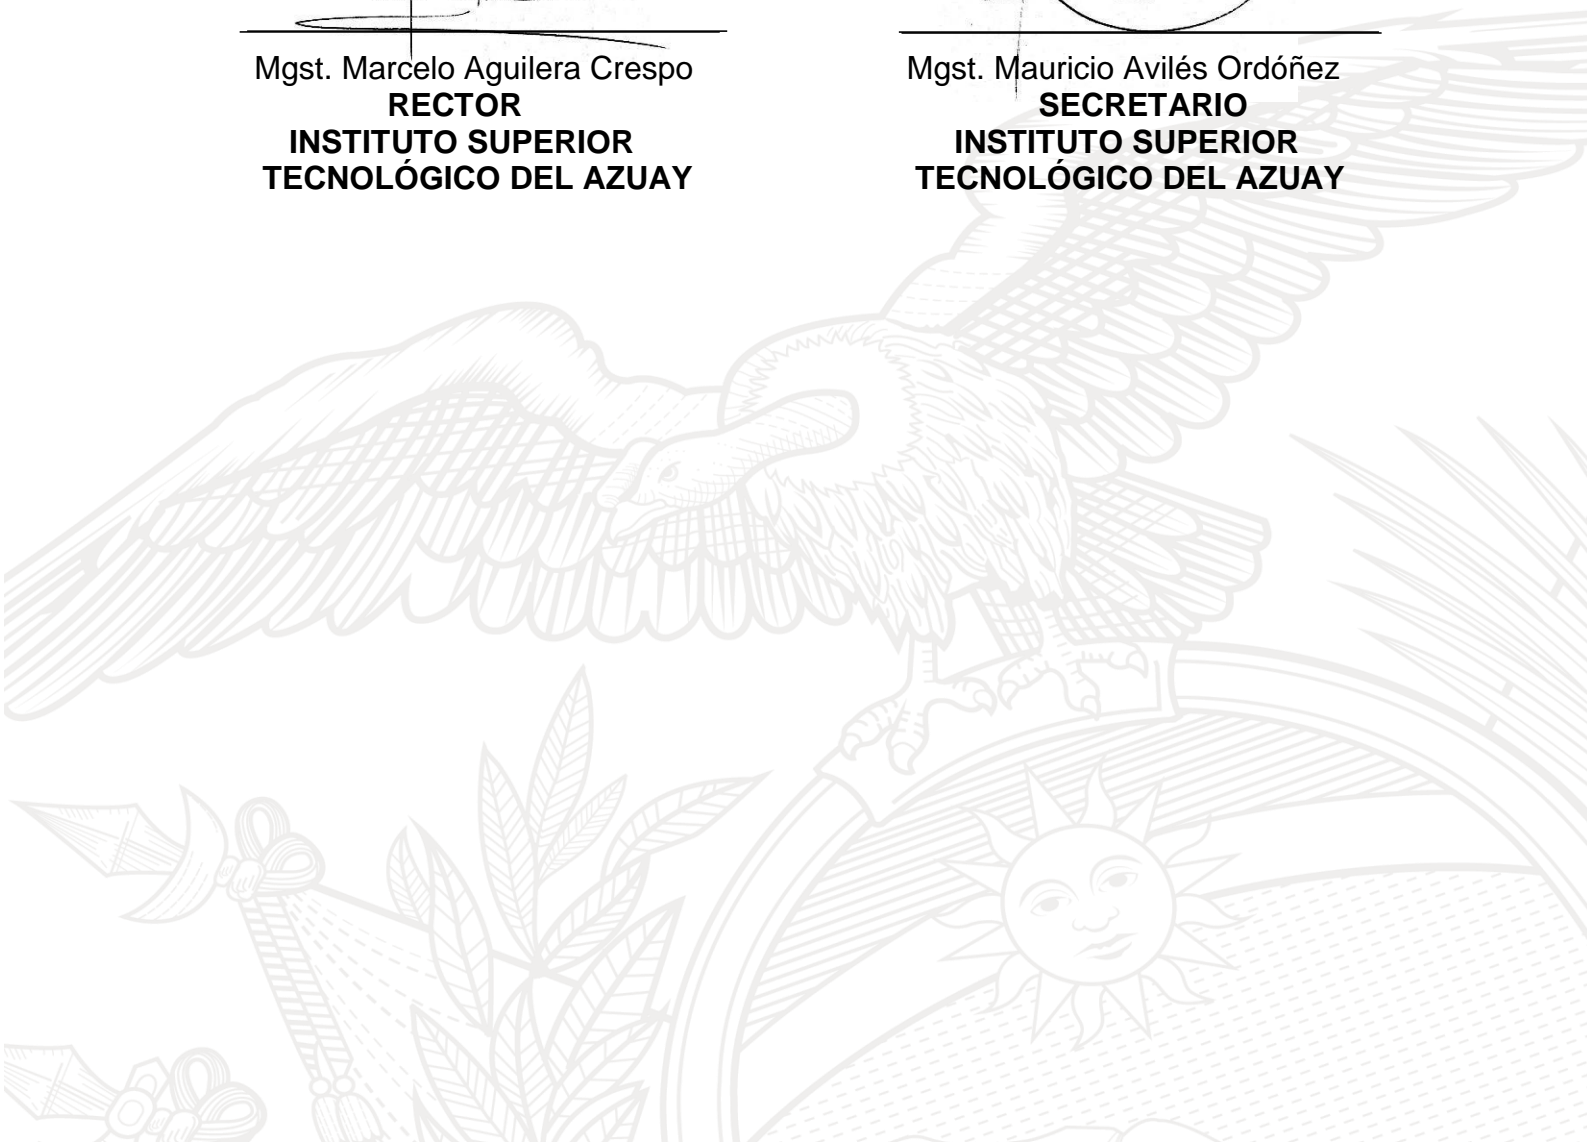 Mgst. Marcelo Aguilera Crespo
RECTOR
INSTITUTO SUPERIOR
TECNOLÓGICO DEL AZUAY
Mgst. Mauricio Avilés Ordóñez
SECRETARIO
INSTITUTO SUPERIOR
TECNOLÓGICO DEL AZUAY